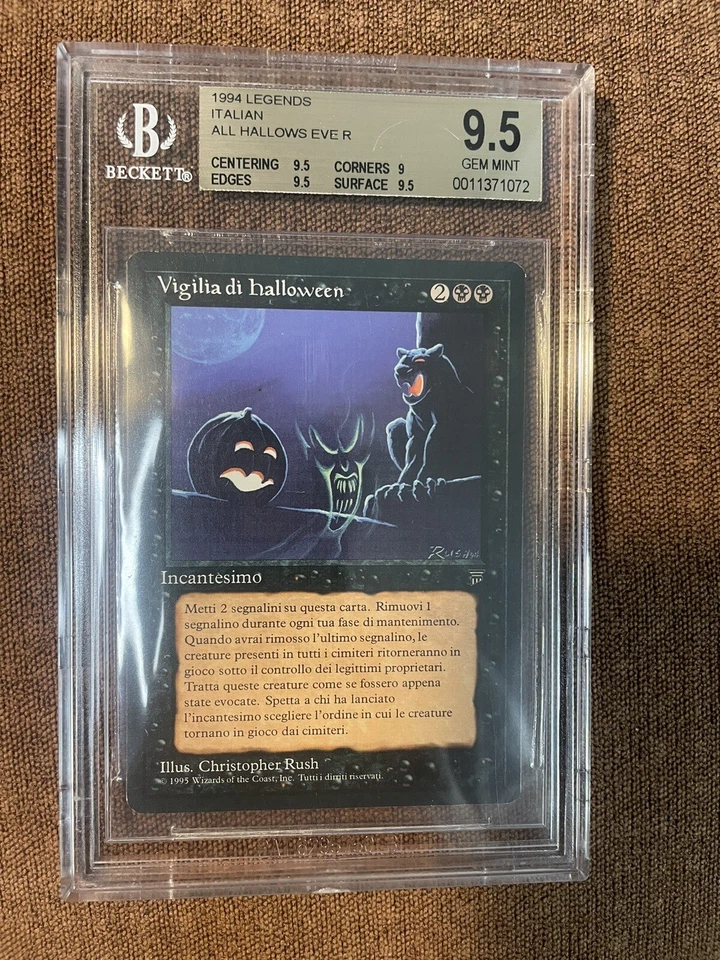 B
BECKETT®
1994 LEGENDS
ITALIAN
ALL HALLOWS EVE R
CENTERING 9.5 CORNERS 9
EDGES 9.5 SURFACE 9.5
9.5
GEM MINT
0011371072
Vigilia di halloween
2
Incantesimo
Metti 2 segnalini su questa carta. Rimuovi 1
segnalino durante ogni tua fase di mantenimento.
Quando avrai rimosso l'ultimo segnalino, le
creature presenti in tutti i cimiteri ritorneranno in
gioco sotto il controllo dei legittimi proprietari.
Tratta queste creature come se fossero appena
state evocate. Spetta a chi ha lanciato
l'incantesimo scegliere l'ordine in cui le creature
tornano in gioco dai cimiteri.
Illus. Christopher Rush
© 1995 Wizards of the Coast, Inc. Tutti i diritti riservati.